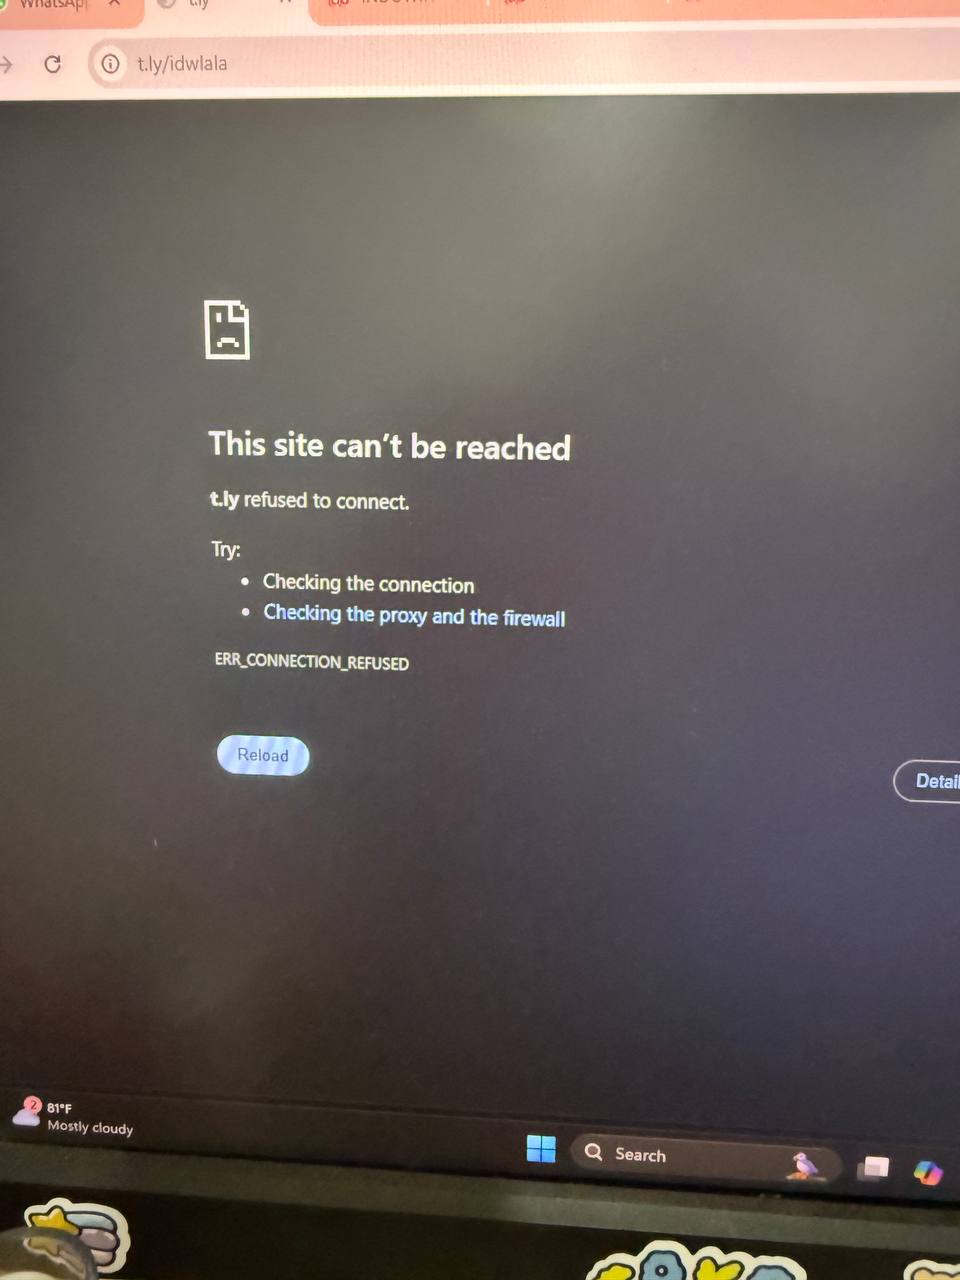 WhatsAp
t.ly
t.ly/idwlala
This site can't be reached
t.ly refused to connect.
Try:
• Checking the connection
• Checking the proxy and the firewall
ERR_CONNECTION_REFUSED
Reload
Detail
2
81°F
Mostly cloudy
Search